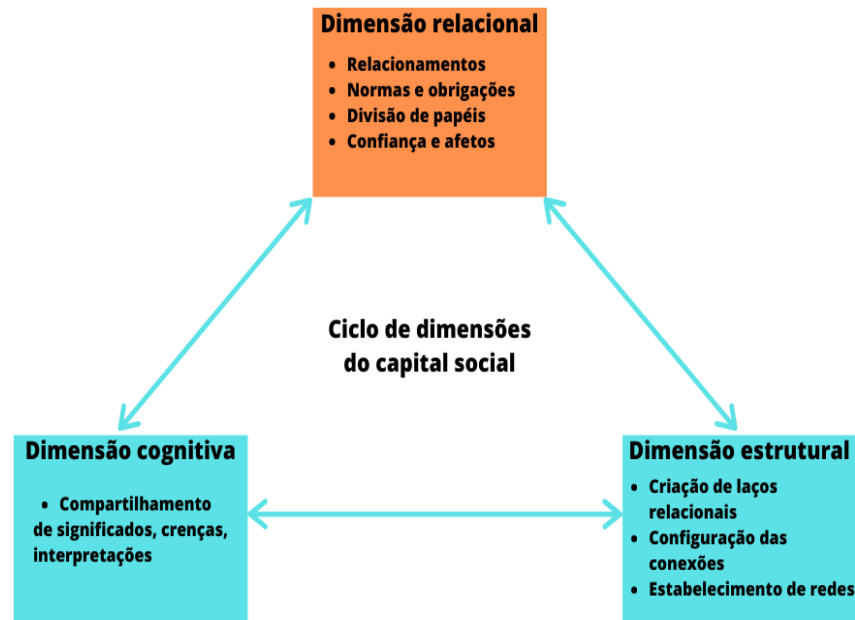 Dimensão relacional
• Relacionamentos
• Normas e obrigações
• Divisão de papéis
• Confiança e afetos
Ciclo de dimensões
do capital social
Dimensão cognitiva
• Compartilhamento
de significados, crenças,
interpretações
Dimensão estrutural
• Criação de laços
relacionais
• Configuração das
conexões
• Estabelecimento de redes